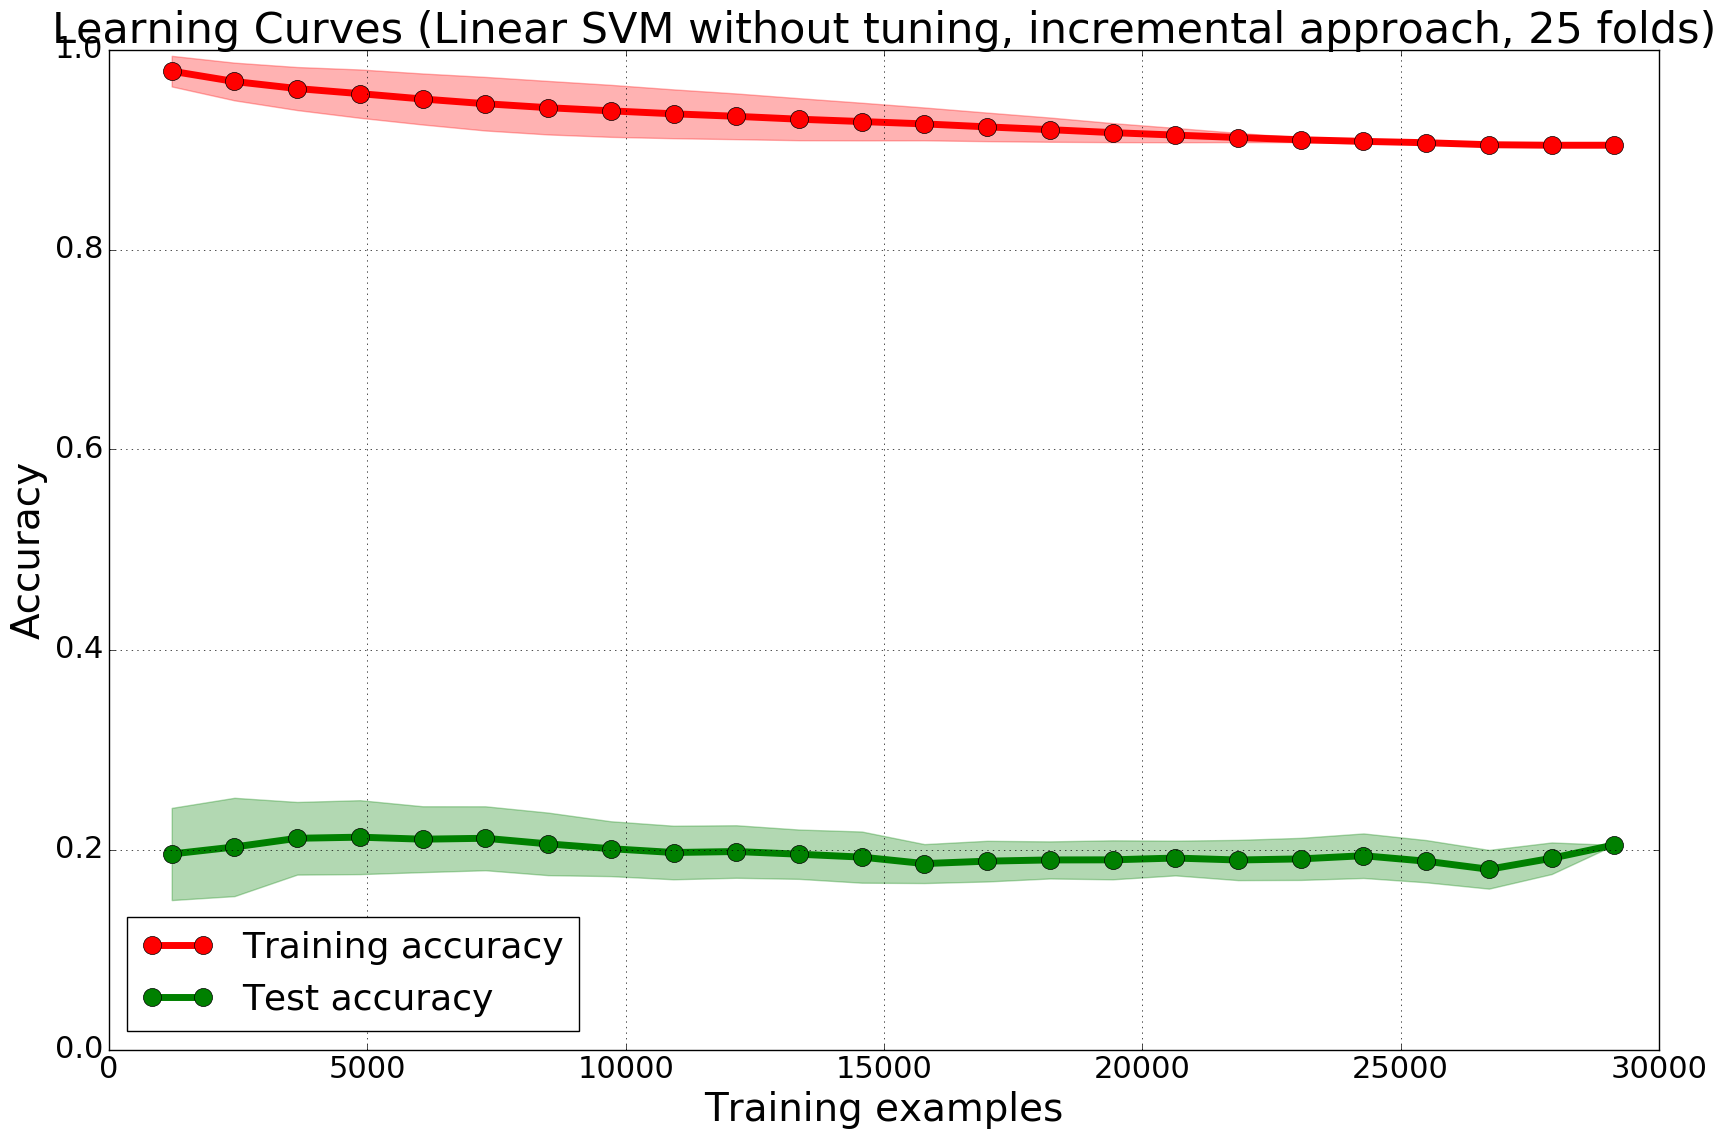 Learning Curves (Linear SVM without tuning, incremental approach, 25 folds)
1.0
0.8
0.6
0.4
0.2
0.0
Accuracy
Training accuracy
Test accuracy
0 5000 10000 15000 20000 25000 30000
Training examples